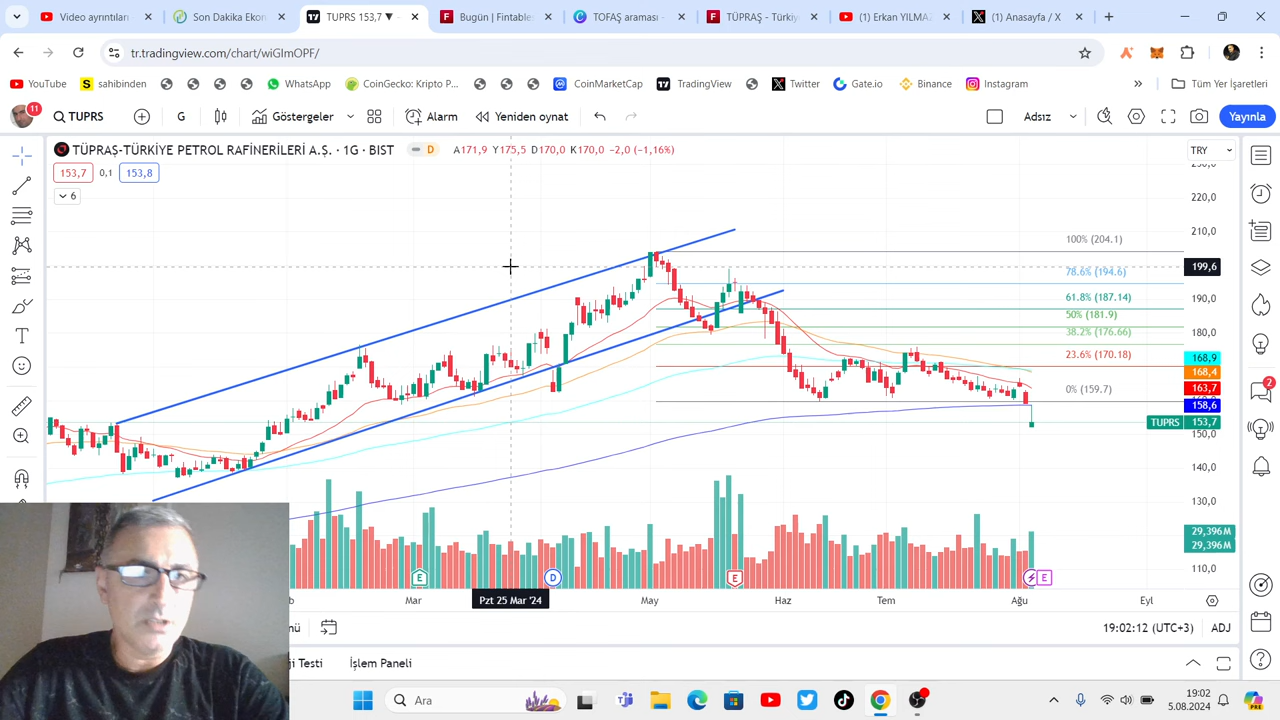 Video ayrıntıları
Son Dakika Ekor
TUPRS 153,7 ▼
Bugün | Fintables
TOFAŞ araması -
TÜPRAŞ - Türkiy
(1) Erkan YILMAZ
(1) Anasayfa / X
tr.tradingview.com/chart/wiGlmOPF/
YouTube
sahibinden
WhatsApp
CoinGecko: Kripto P...
CoinMarketCap
TradingView
Twitter
Gate.io
Binance
Instagram
Tüm Yer İşaretleri
11
TUPRS
G
Göstergeler
Alarm
Yeniden oynat
Adsız
Yayınla
TÜPRAŞ-TÜRKİYE PETROL RAFİNERİLERİ A.Ş. · 1G · BIST
D
A171,9 Y175,5 D170,0 K170,0 −2,0 (−1,16%)
TRY
153,7
0,1
153,8
6
220,0
210,0
199,6
190,0
180,0
168,9
168,4
163,7
158,6
TUPRS 153,7
150,0
140,0
130,0
29,396M
29,396M
110,0
100% (204.1)
78.6% (194.6)
61.8% (187.14)
50% (181.9)
38.2% (176.66)
23.6% (170.18)
0% (159.7)
2
E
D
E
E
Mar
Pzt 25 Mar '24
May
Haz
Tem
Ağu
Eyl
19:02:12 (UTC+3)
ADJ
Testi
İşlem Paneli
Ara
19:02
5.08.2024